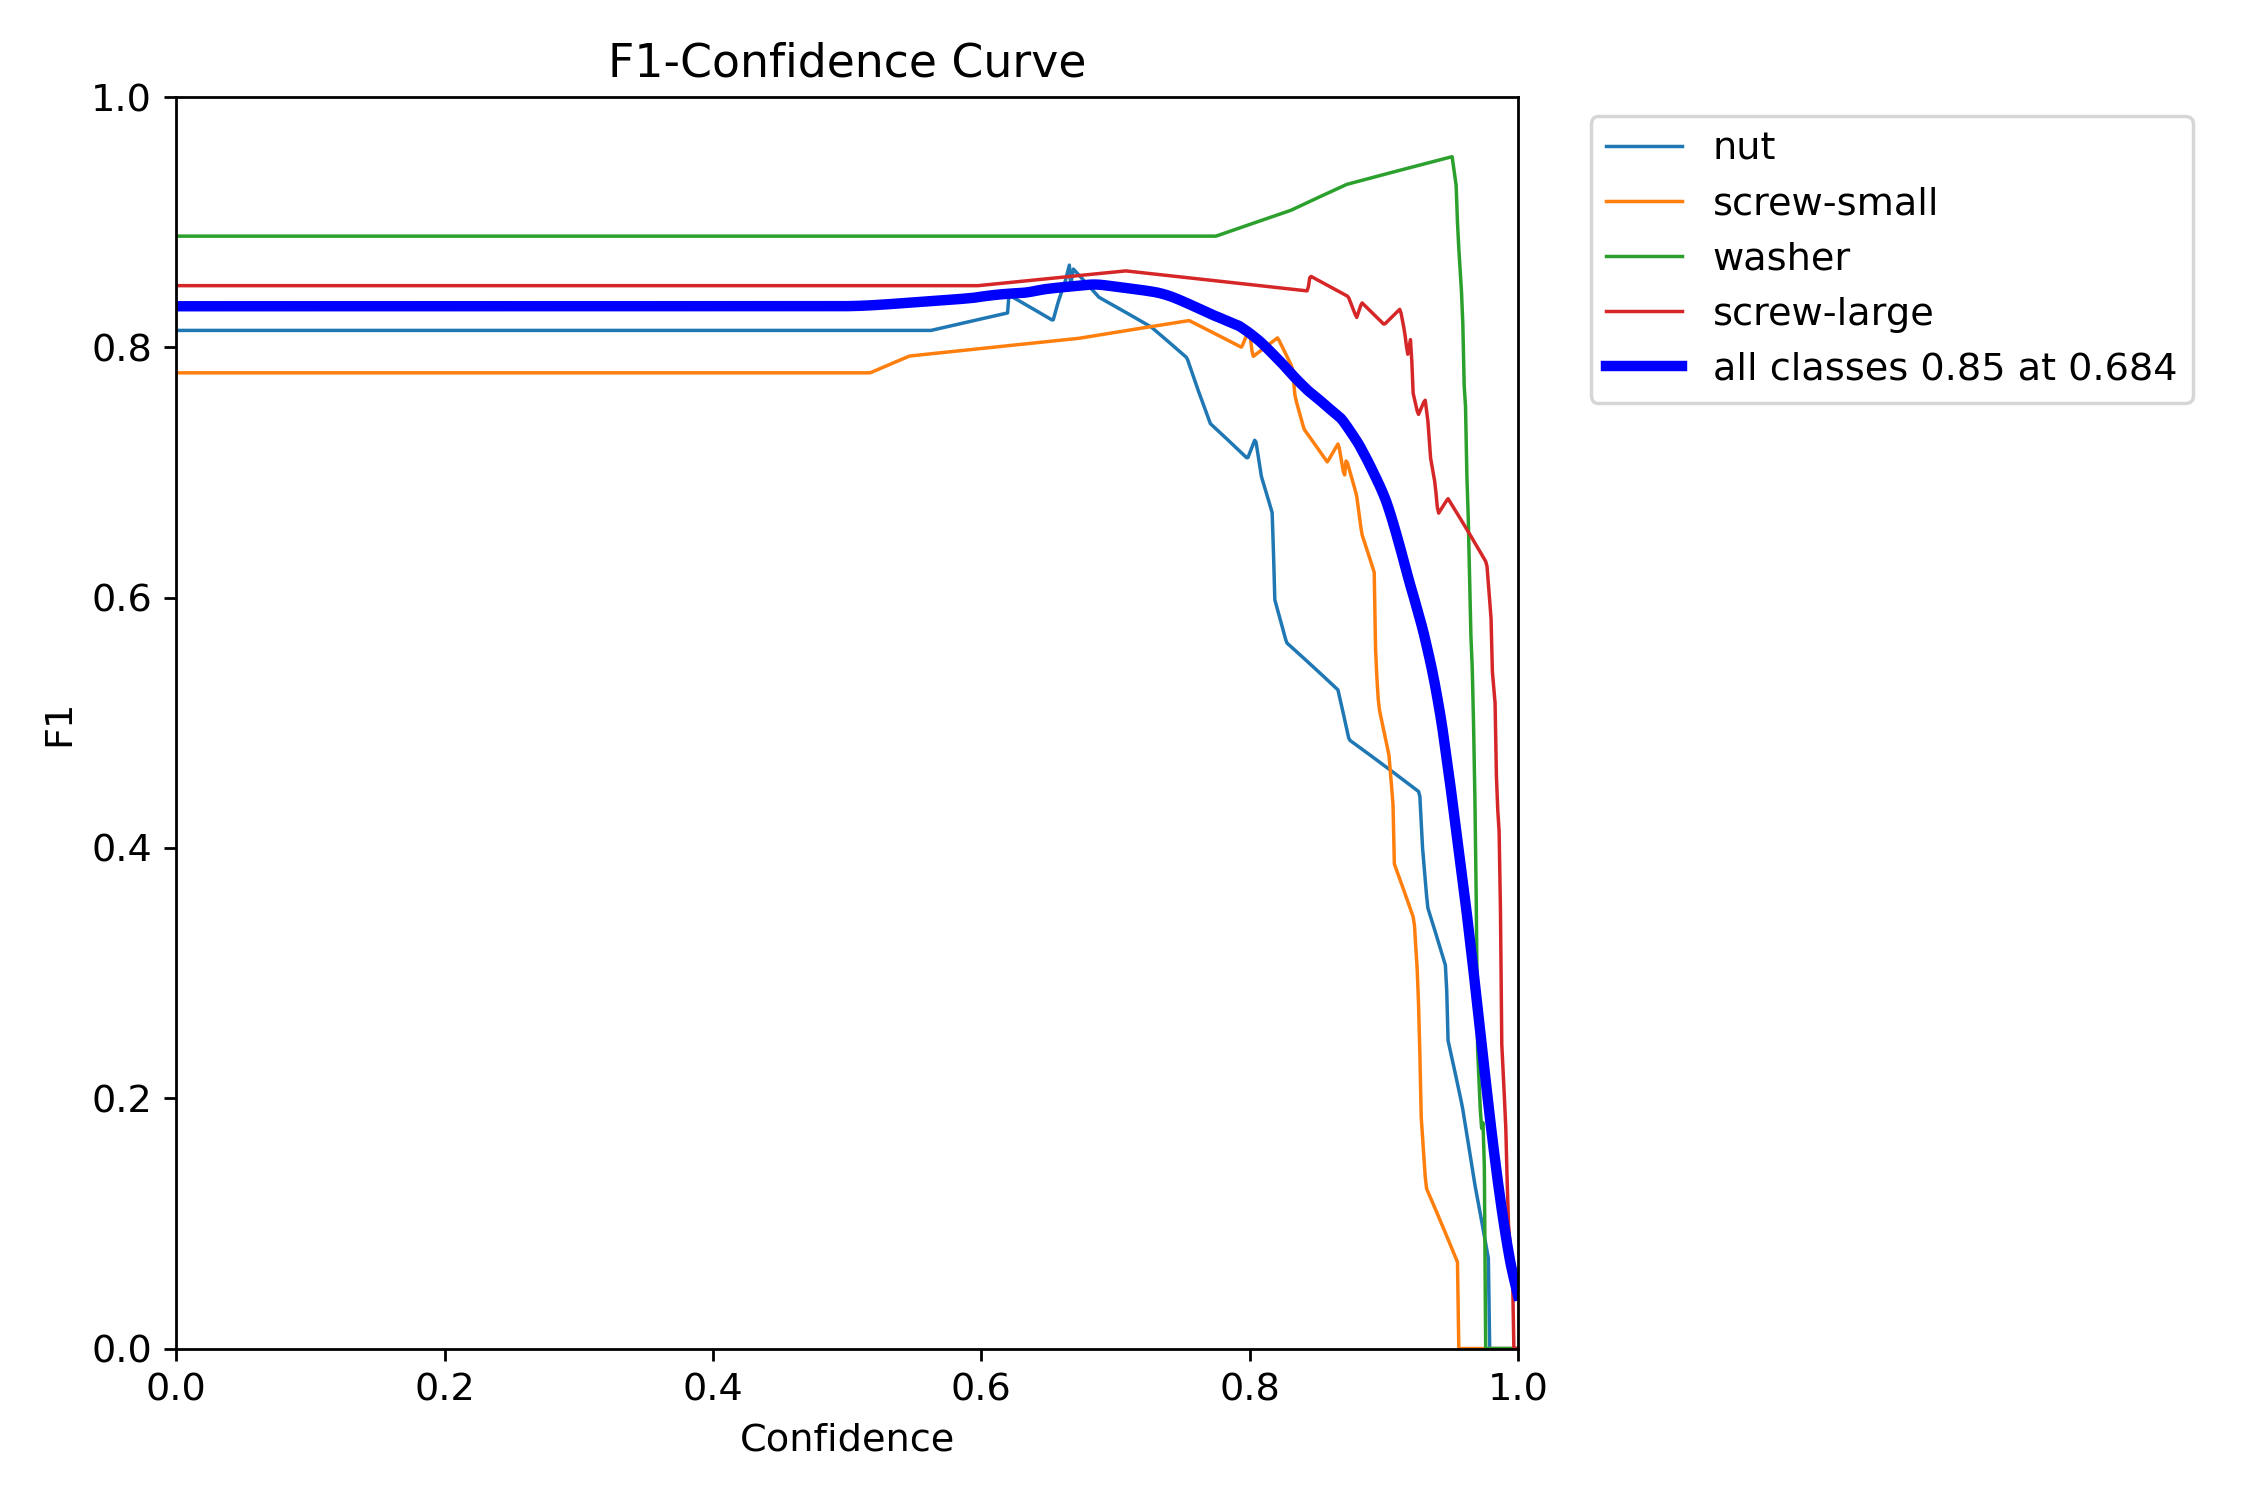 F1-Confidence Curve
1.0
0.8
0.6
0.4
0.2
0.0
F1
0.0 0.2 0.4 0.6 0.8 1.0
Confidence
nut
screw-small
washer
screw-large
all classes 0.85 at 0.684